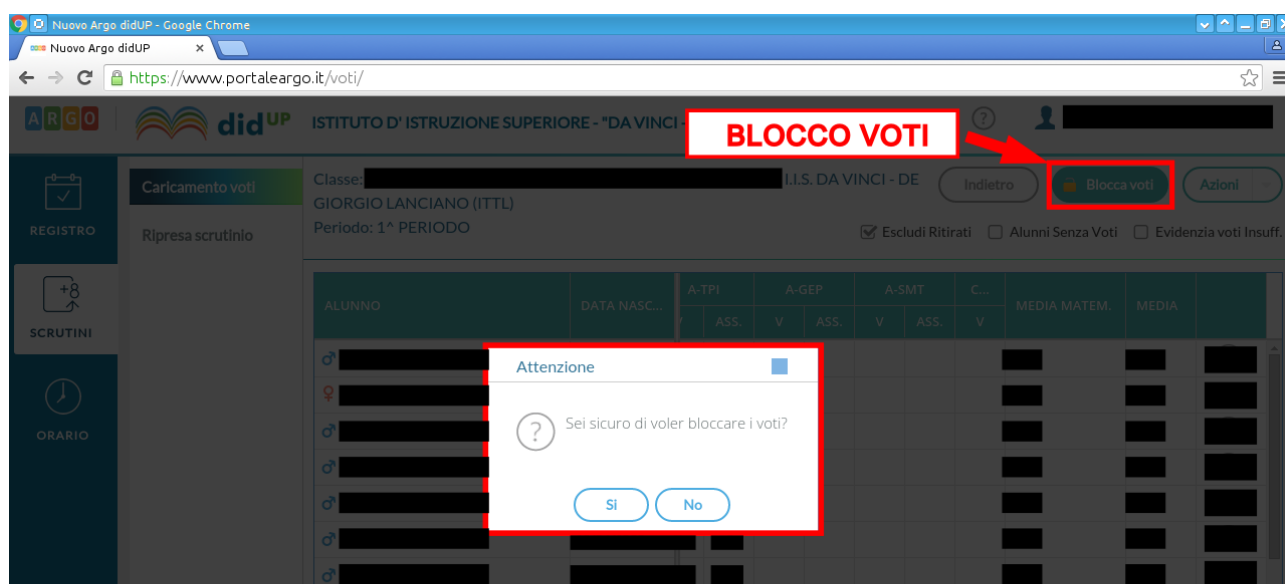 Nuovo Argo didUP - Google Chrome
Nuovo Argo didUP x
https://www.portaleargo.it/voti/
ARGO didUP ISTITUTO D' ISTRUZIONE SUPERIORE - "DA VINCI - ?
BLOCCO VOTI
REGISTRO
SCRUTINI
ORARIO
Caricamento voti
Ripresa scrutinio
Classe: I.I.S. DA VINCI - DE
GIORGIO LANCIANO (ITTL)
Periodo: 1^ PERIODO
Indietro Blocca voti Azioni
Escludi Ritirati Alunni Senza Voti Evidenzia voti Insuff.
ALUNNO DATA NASC... A-TPI A-GEP A-SMT C... MEDIA MATEM. MEDIA
ASS. V ASS. V ASS. V
Attenzione
? Sei sicuro di voler bloccare i voti?
Si No